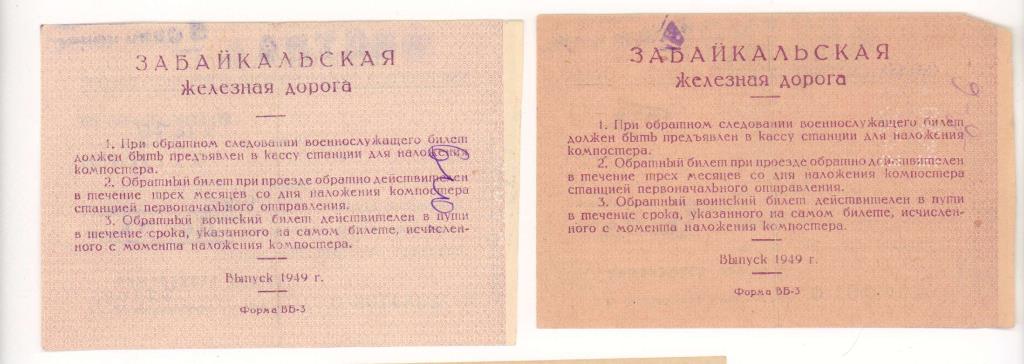 ЗАБАЙКАЛЬСКАЯ
железная дорога
1. При обратном следовании военнослужащего билет
должен быть предъявлен в кассу станции для наложения
компостера.
2. Обратный билет при проезде обратно действителен
в течение трех месяцев со дня наложения компостера
станцией первоначального отправления.
3. Обратный воинский билет действителен в пути
в течение срока, указанного на самом билете, исчислен-
ного с момента наложения компостера.
Выпуск 1949 г.
Форма ВБ-3
ЗАБАЙКАЛЬСКАЯ
железная дорога
1. При обратном следовании военнослужащего билет
должен быть предъявлен в кассу станции для наложения
компостера.
2. Обратный билет при проезде обратно действителен
в течение трех месяцев со дня наложения компостера
станцией первоначального отправления.
3. Обратный воинский билет действителен в пути
в течение срока, указанного на самом билете, исчислен-
ного с момента наложения компостера.
Выпуск 1949 г.
Форма ВБ-3